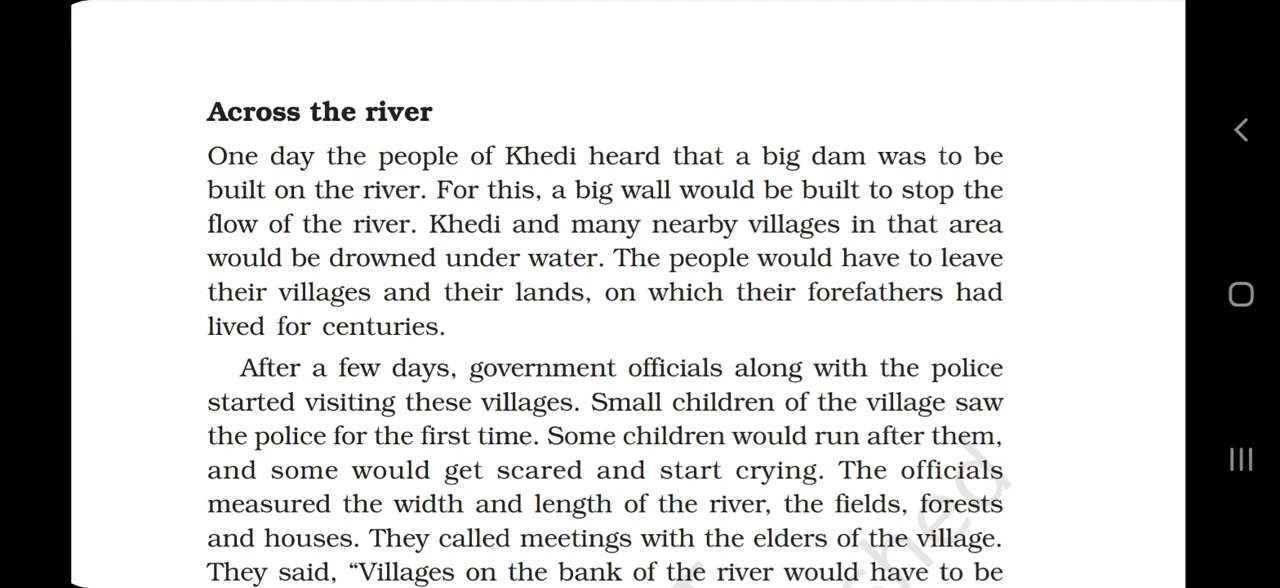 Across the river
One day the people of Khedi heard that a big dam was to be
built on the river. For this, a big wall would be built to stop the
flow of the river. Khedi and many nearby villages in that area
would be drowned under water. The people would have to leave
their villages and their lands, on which their forefathers had
lived for centuries.
After a few days, government officials along with the police
started visiting these villages. Small children of the village saw
the police for the first time. Some children would run after them,
and some would get scared and start crying. The officials
measured the width and length of the river, the fields, forests
and houses. They called meetings with the elders of the village.
They said, “Villages on the bank of the river would have to be